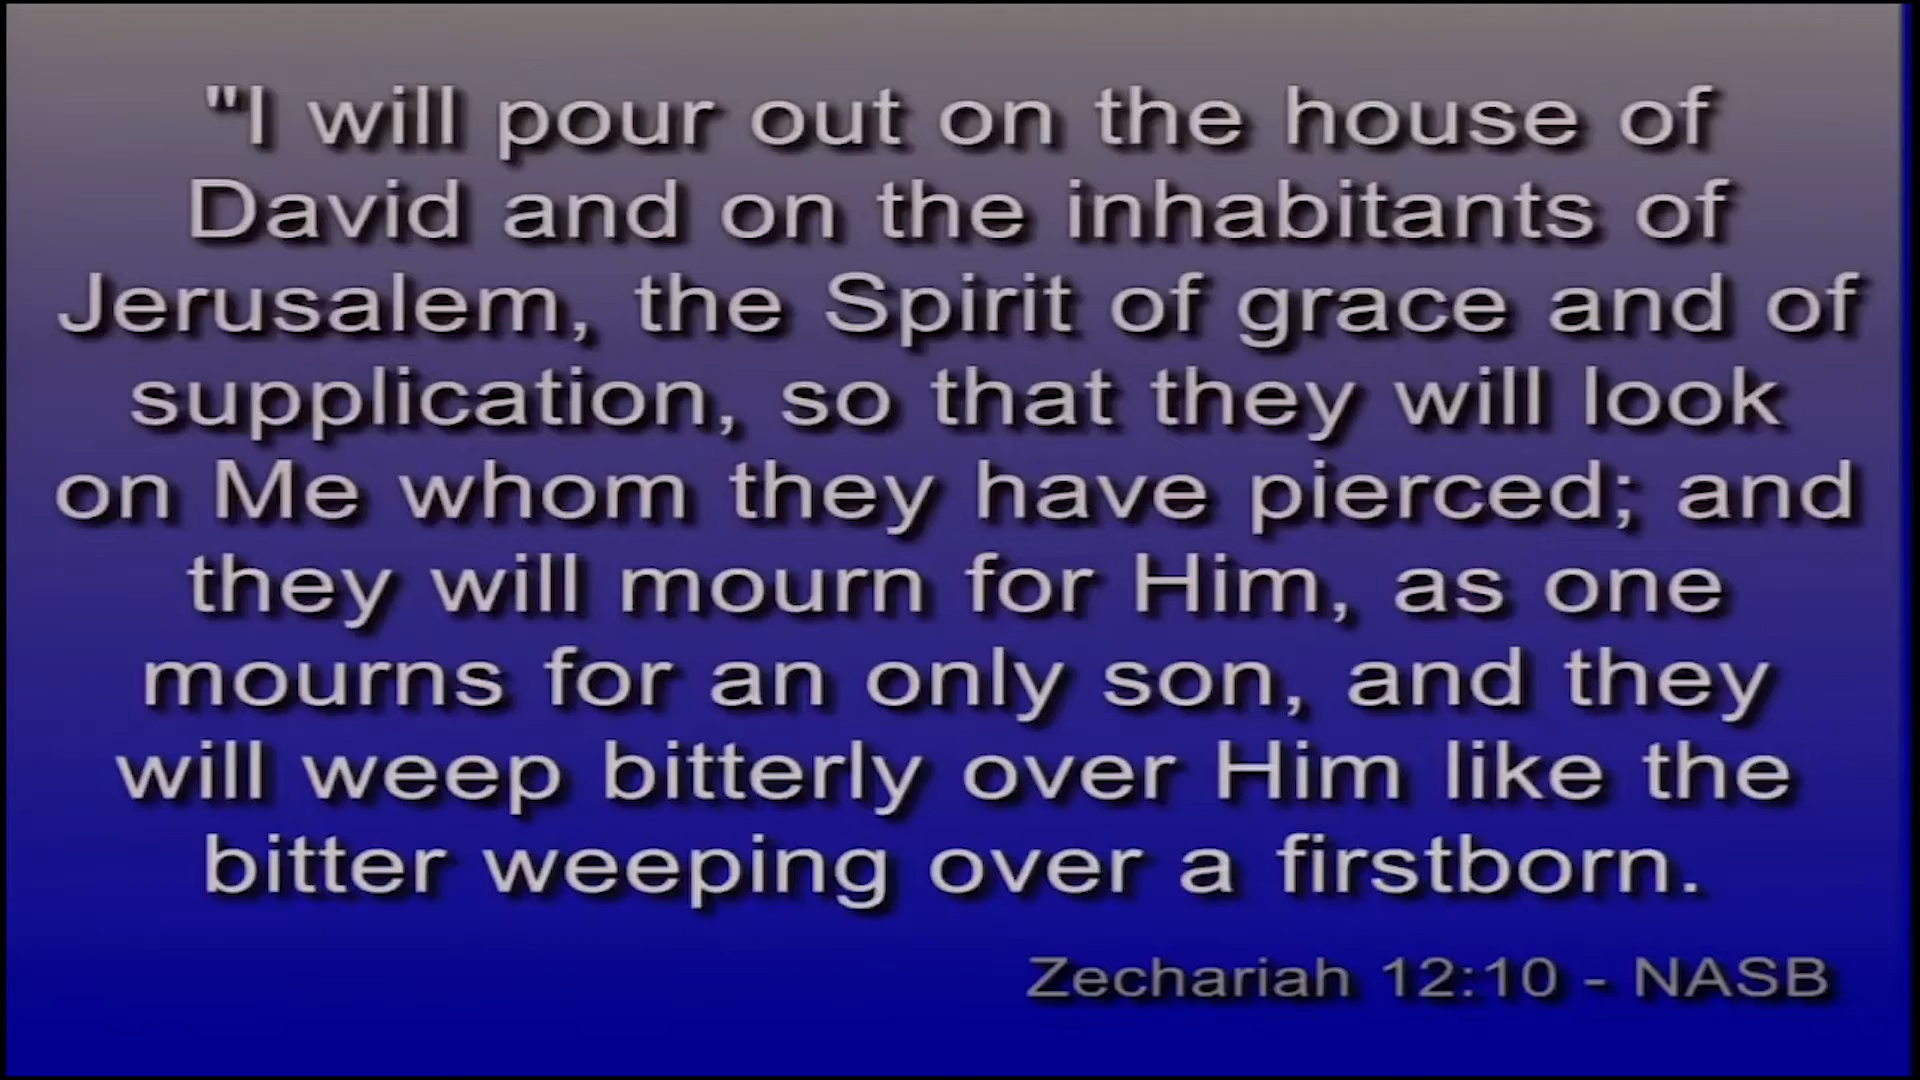 "I will pour out on the house of
David and on the inhabitants of
Jerusalem, the Spirit of grace and of
supplication, so that they will look
on Me whom they have pierced; and
they will mourn for Him, as one
mourns for an only son, and they
will weep bitterly over Him like the
bitter weeping over a firstborn.
Zechariah 12:10 - NASB